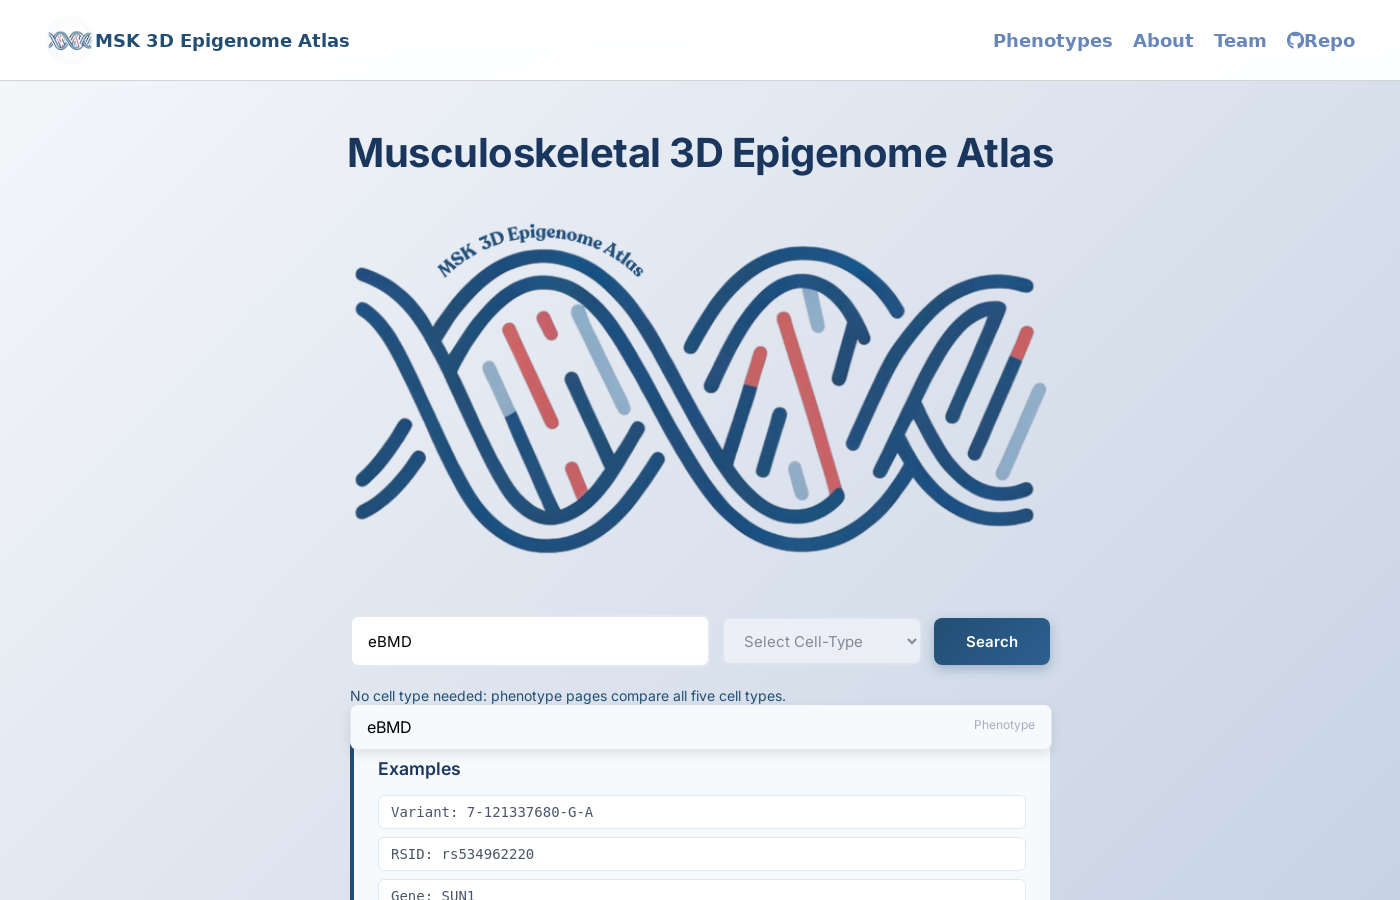 MSK 3D Epigenome Atlas
Phenotypes About Team Repo
Musculoskeletal 3D Epigenome Atlas
MSK 3D Epigenome Atlas
eBMD
Select Cell-Type
Search
No cell type needed: phenotype pages compare all five cell types.
eBMD Phenotype
Examples
Variant: 7-121337680-G-A
RSID: rs534962220
Gene: SUN1